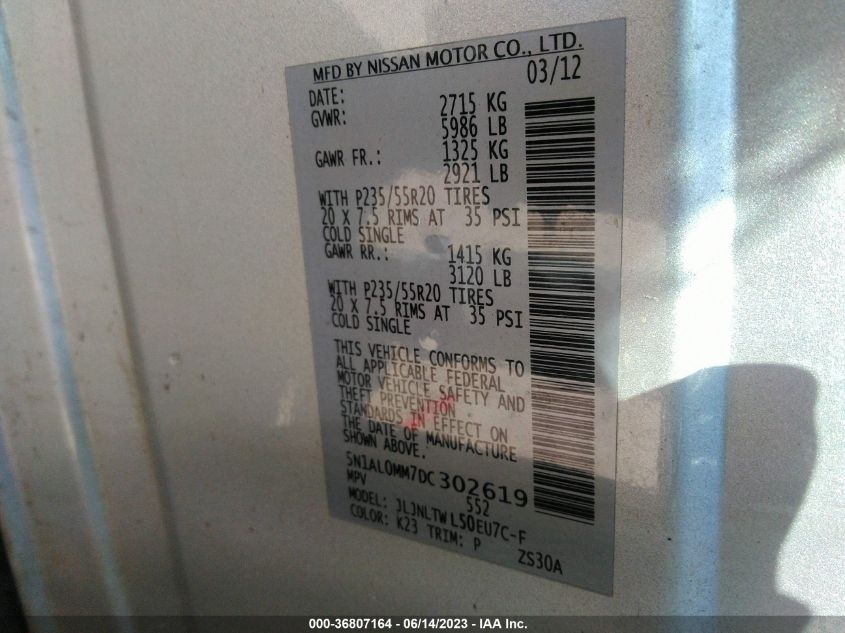 MFD BY NISSAN MOTOR CO., LTD.
DATE: 03/12
GVWR: 2715 KG
5986 LB
GAWR FR.: 1325 KG
2921 LB
WITH P235/55R20 TIRES
20 X 7.5 RIMS AT 35 PSI
COLD SINGLE
GAWR RR.: 1415 KG
3120 LB
WITH P235/55R20 TIRES
20 X 7.5 RIMS AT 35 PSI
COLD SINGLE
THIS VEHICLE CONFORMS TO
ALL APPLICABLE FEDERAL
MOTOR VEHICLE SAFETY AND
THEFT PREVENTION
STANDARDS IN EFFECT ON
THE DATE OF MANUFACTURE
SHOWN ABOVE.
5N1AL0MM7DC302619
MPV 552
MODEL: JLJNLTWL50EU7C-F
COLOR: K23 TRIM: P ZS30A
000-36807164 - 06/14/2023 - IAA Inc.